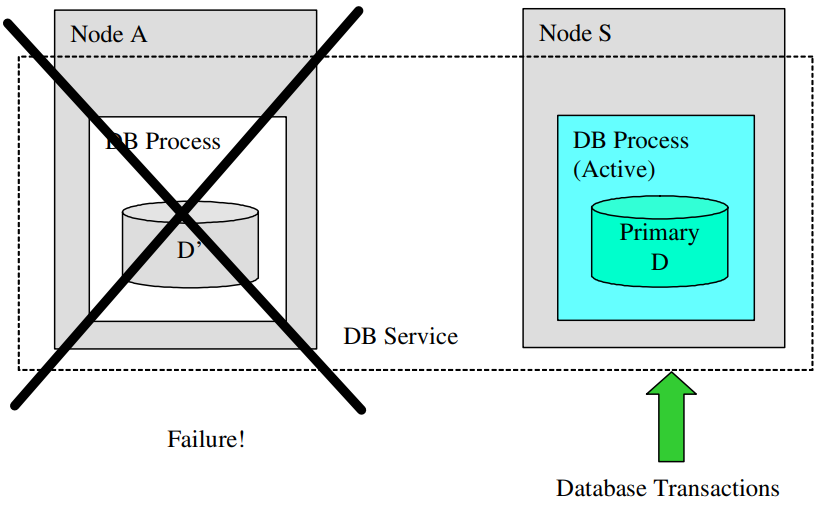 Node A
DB Process
D’
Node S
DB Process
(Active)
Primary
D
DB Service
Failure!
Database Transactions